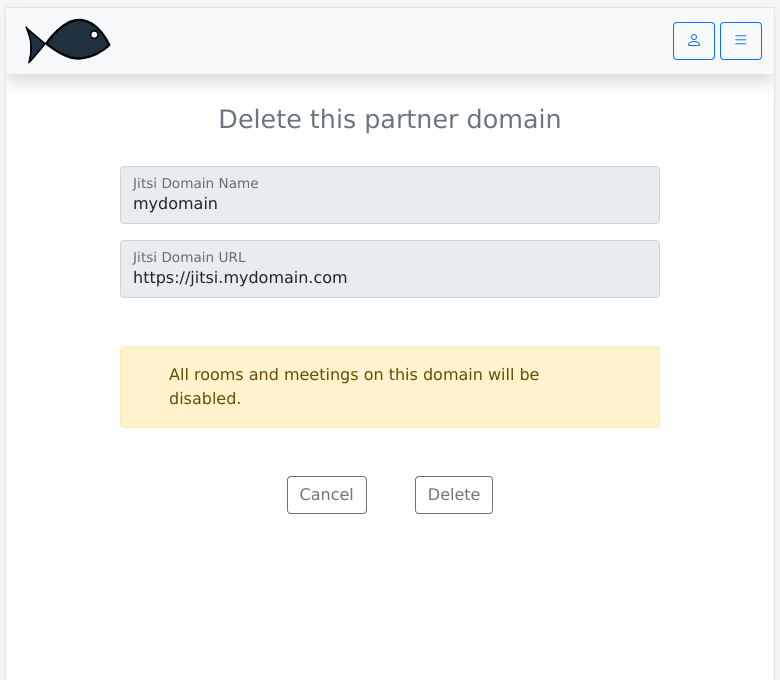 Delete this partner domain
Jitsi Domain Name
mydomain
Jitsi Domain URL
https://jitsi.mydomain.com
All rooms and meetings on this domain will be
disabled.
Cancel
Delete